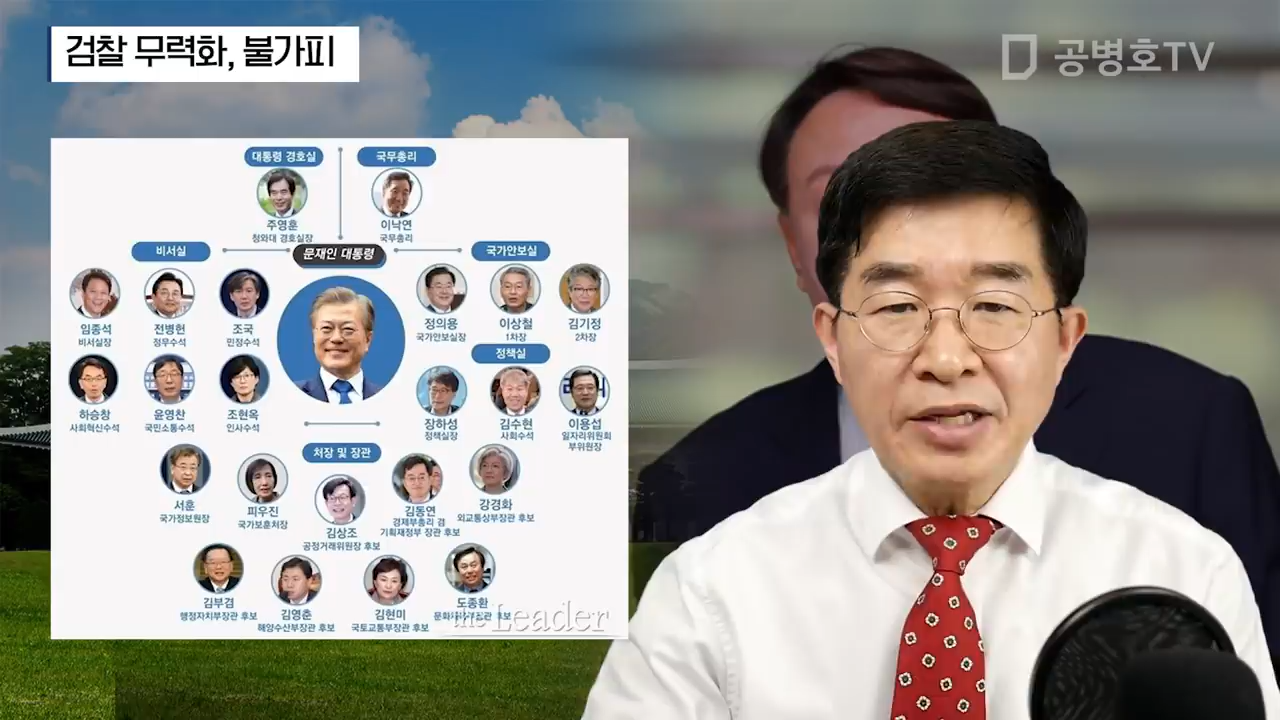 검찰 무력화, 불가피
공병호TV
대통령 경호실
국무총리
주영훈
청와대 경호실장
이낙연
국무총리
비서실
문재인 대통령
국가안보실
임종석
비서실장
전병헌
정무수석
조국
민정수석
정의용
국가안보실장
이상철
1차장
김기정
2차장
정책실
하승창
사회혁신수석
윤영찬
국민소통수석
조현옥
인사수석
장하성
정책실장
김수현
사회수석
이용섭
일자리위원회
부위원장
처장 및 장관
서훈
국가정보원장
피우진
국가보훈처장
김상조
공정거래위원장 후보
김동연
경제부총리 겸
기획재정부 장관 후보
강경화
외교통상부장관 후보
김부겸
행정자치부장관 후보
김영춘
해양수산부장관 후보
김현미
국토교통부장관 후보
도종환
the Leader